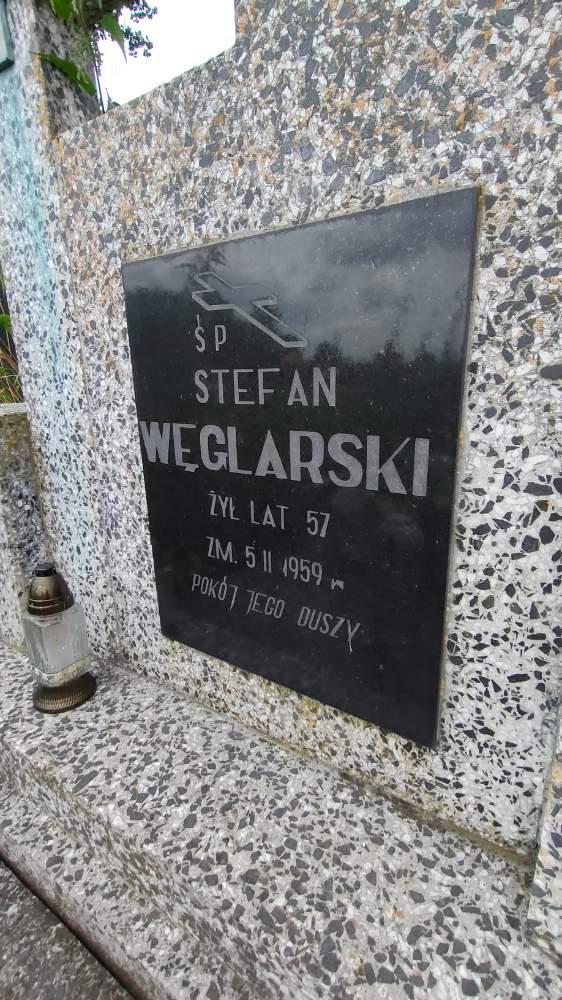 ŚP
STEFAN
WĘGLARSKI
ŻYŁ LAT 57
ZM. 5 II 1959 R
POKÓJ JEGO DUSZY